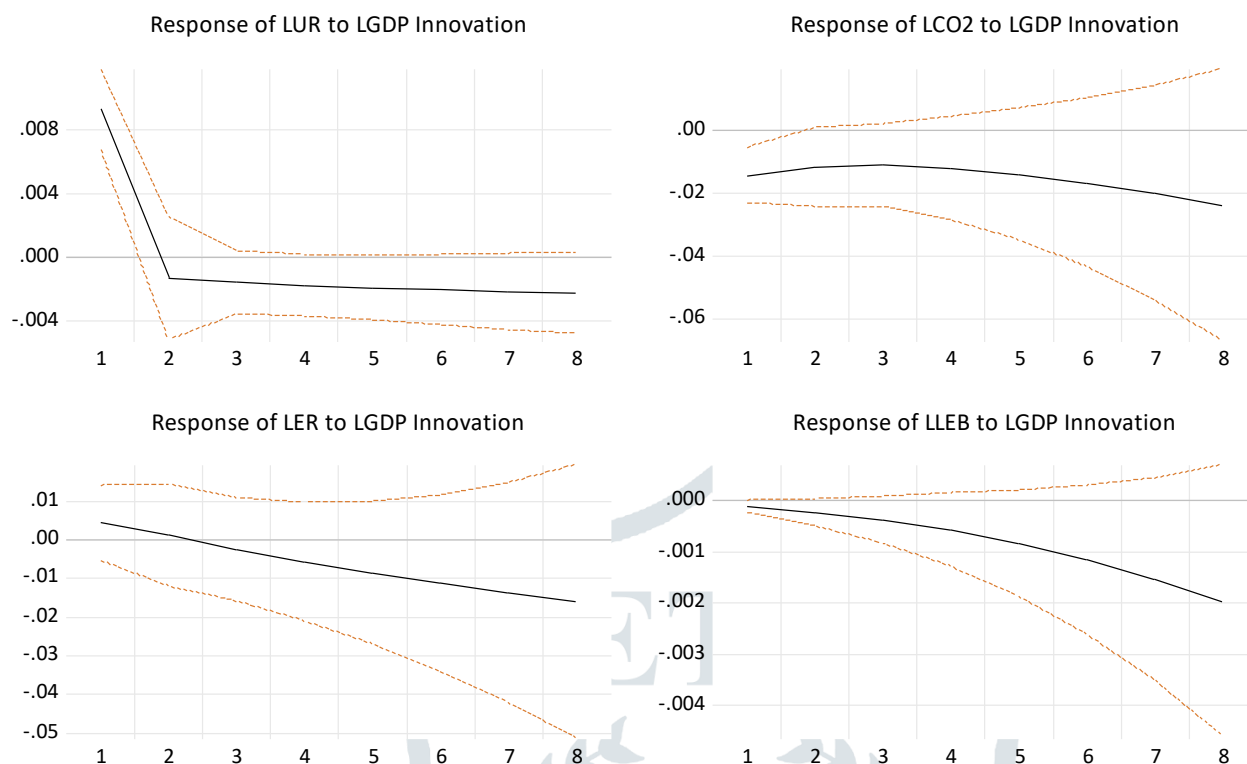 Response of LUR to LGDP Innovation
.008
.004
.000
-.004
1 2 3 4 5 6 7 8
Response of LCO2 to LGDP Innovation
.00
-.02
-.04
-.06
1 2 3 4 5 6 7 8
Response of LER to LGDP Innovation
.01
.00
-.01
-.02
-.03
-.04
-.05
1 2 3 4 5 6 7 8
Response of LLEB to LGDP Innovation
.000
-.001
-.002
-.003
-.004
1 2 3 4 5 6 7 8